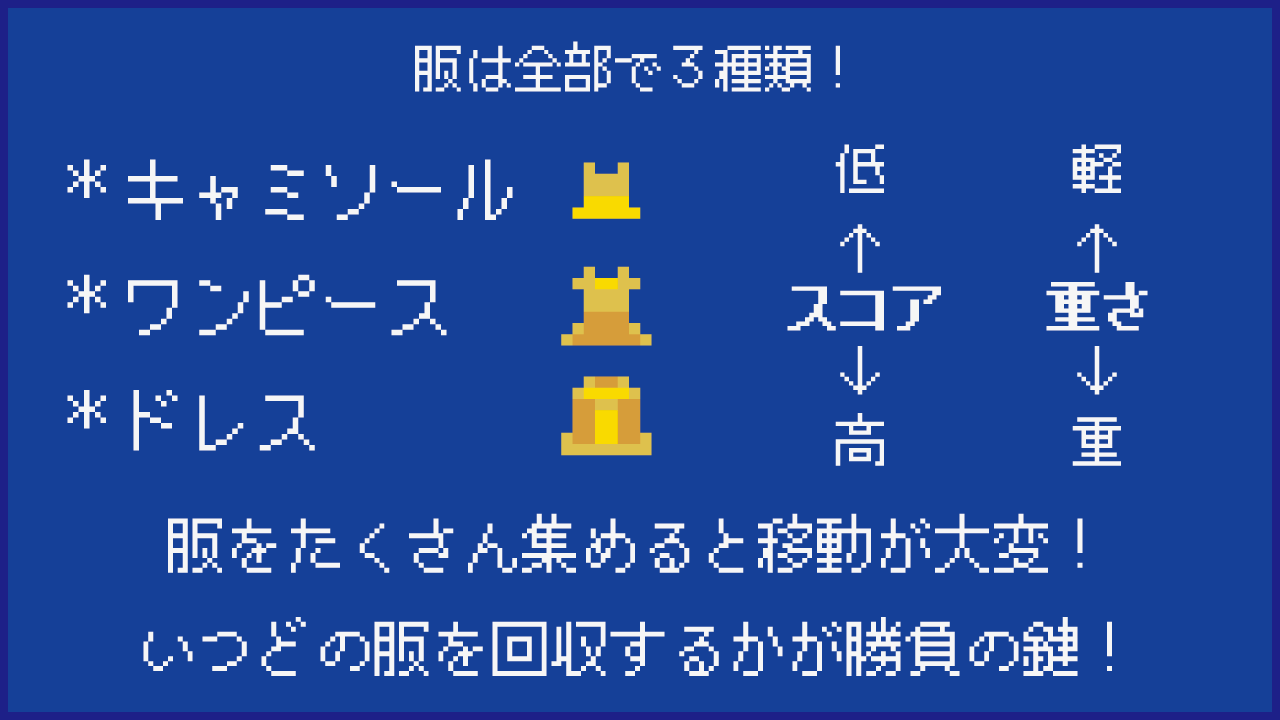 服は全部で3種類！
*キャミソール
*ワンピース
*ドレス
低
↑
スコア
↓
高
軽
↑
重さ
↓
重
服をたくさん集めると移動が大変！
いつどの服を回収するかが勝負の鍵！